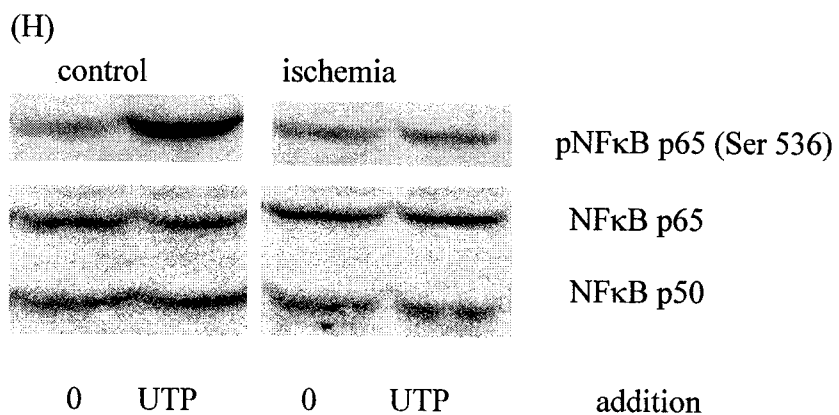 (H)
control ischemia
pNFκB p65 (Ser 536)
NFκB p65
NFκB p50
0 UTP 0 UTP addition